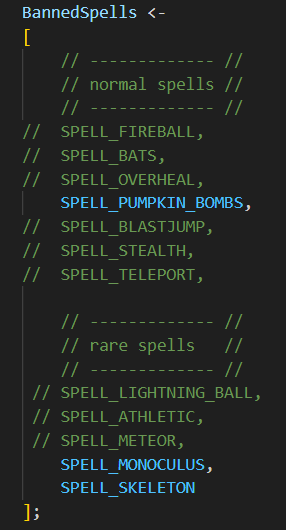 BannedSpells <-
[
    // ------------- //
    // normal spells //
    // ------------- //
//  SPELL_FIREBALL,
//  SPELL_BATS,
//  SPELL_OVERHEAL,
    SPELL_PUMPKIN_BOMBS,
//  SPELL_BLASTJUMP,
//  SPELL_STEALTH,
//  SPELL_TELEPORT,

    // ------------- //
    // rare spells   //
    // ------------- //
 // SPELL_LIGHTNING_BALL,
 // SPELL_ATHLETIC,
 // SPELL_METEOR,
    SPELL_MONOCULUS,
    SPELL_SKELETON
];